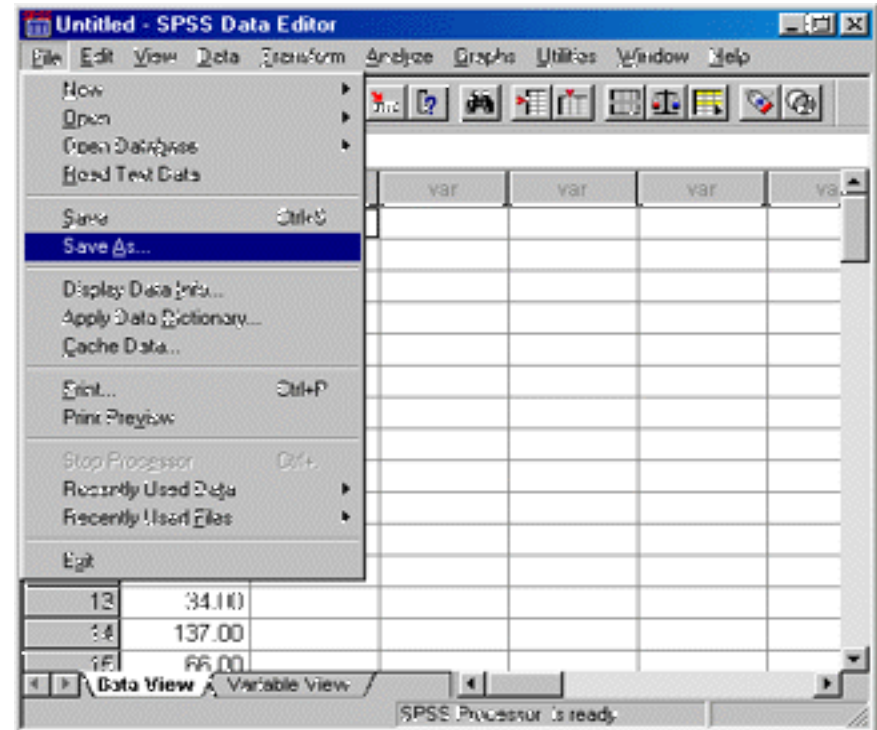 Untitled - SPSS Data Editor
File Edit View Data Transform Analyze Graphs Utilities Window Help
New
Open
Open Database
Read Text Data
var var var va
Save Ctrl+S
Save As...
Display Data Info...
Apply Data Dictionary...
Cache Data...
Print... Ctrl+P
Print Preview
Stop Processor Ctrl+.
Recently Used Data
Recently Used Files
Exit
13 34.00
14 137.00
15 66.00
Data View Variable View
SPSS Processor is ready